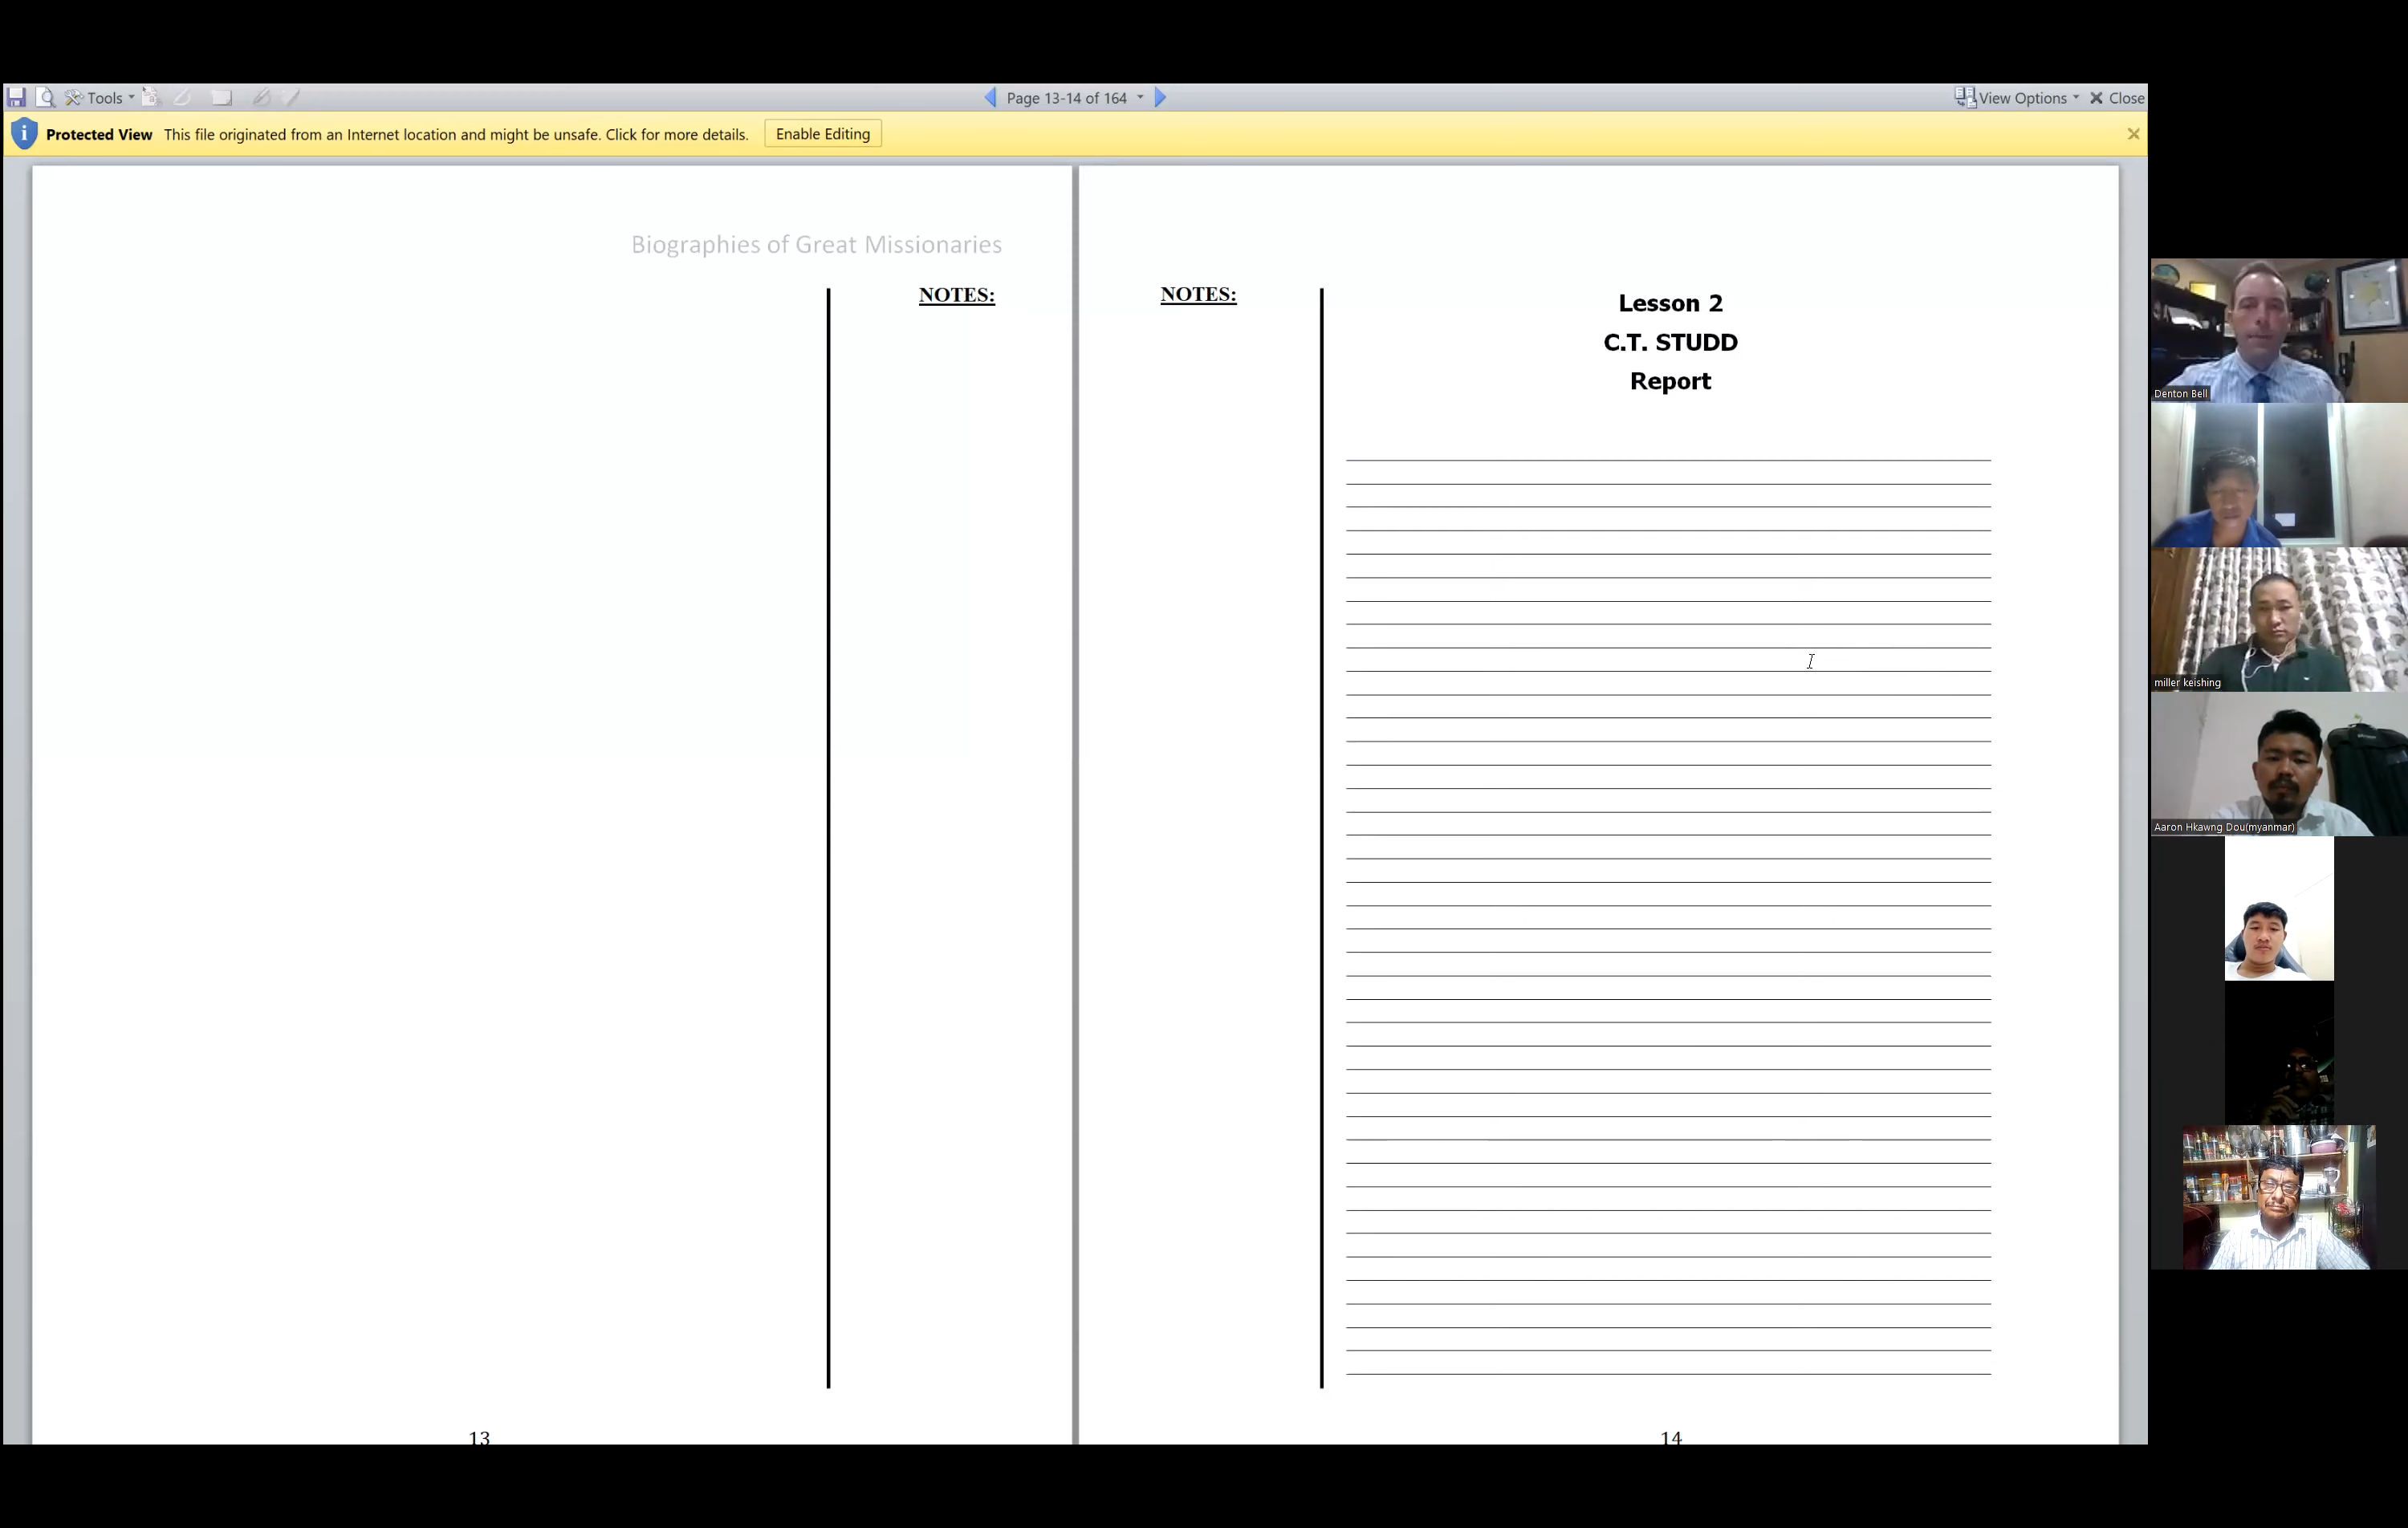 Tools
Page 13-14 of 164
View Options
Close
Protected View This file originated from an Internet location and might be unsafe. Click for more details. Enable Editing
Biographies of Great Missionaries
NOTES:
13
NOTES:
Lesson 2
C.T. STUDD
Report
14
Denton Bell
miller keishing
Aaron Hkawng Dou(myanmar)